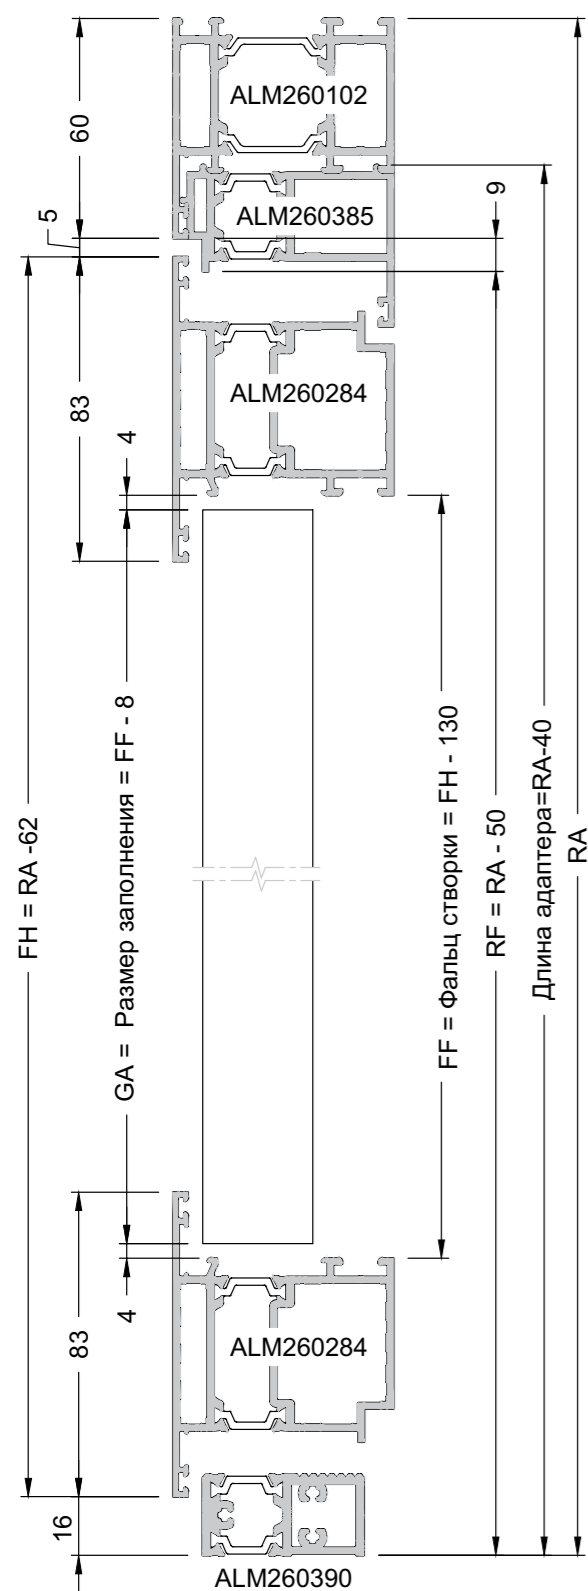 ALM260102
60
ALM260385
9
5
ALM260284
83
4
FH = RA -62
GA = Размер заполнения = FF - 8
FF = Фальц створки = FH - 130
RF = RA - 50
Длина адаптера=RA-40
RA
ALM260284
83
4
16
ALM260390